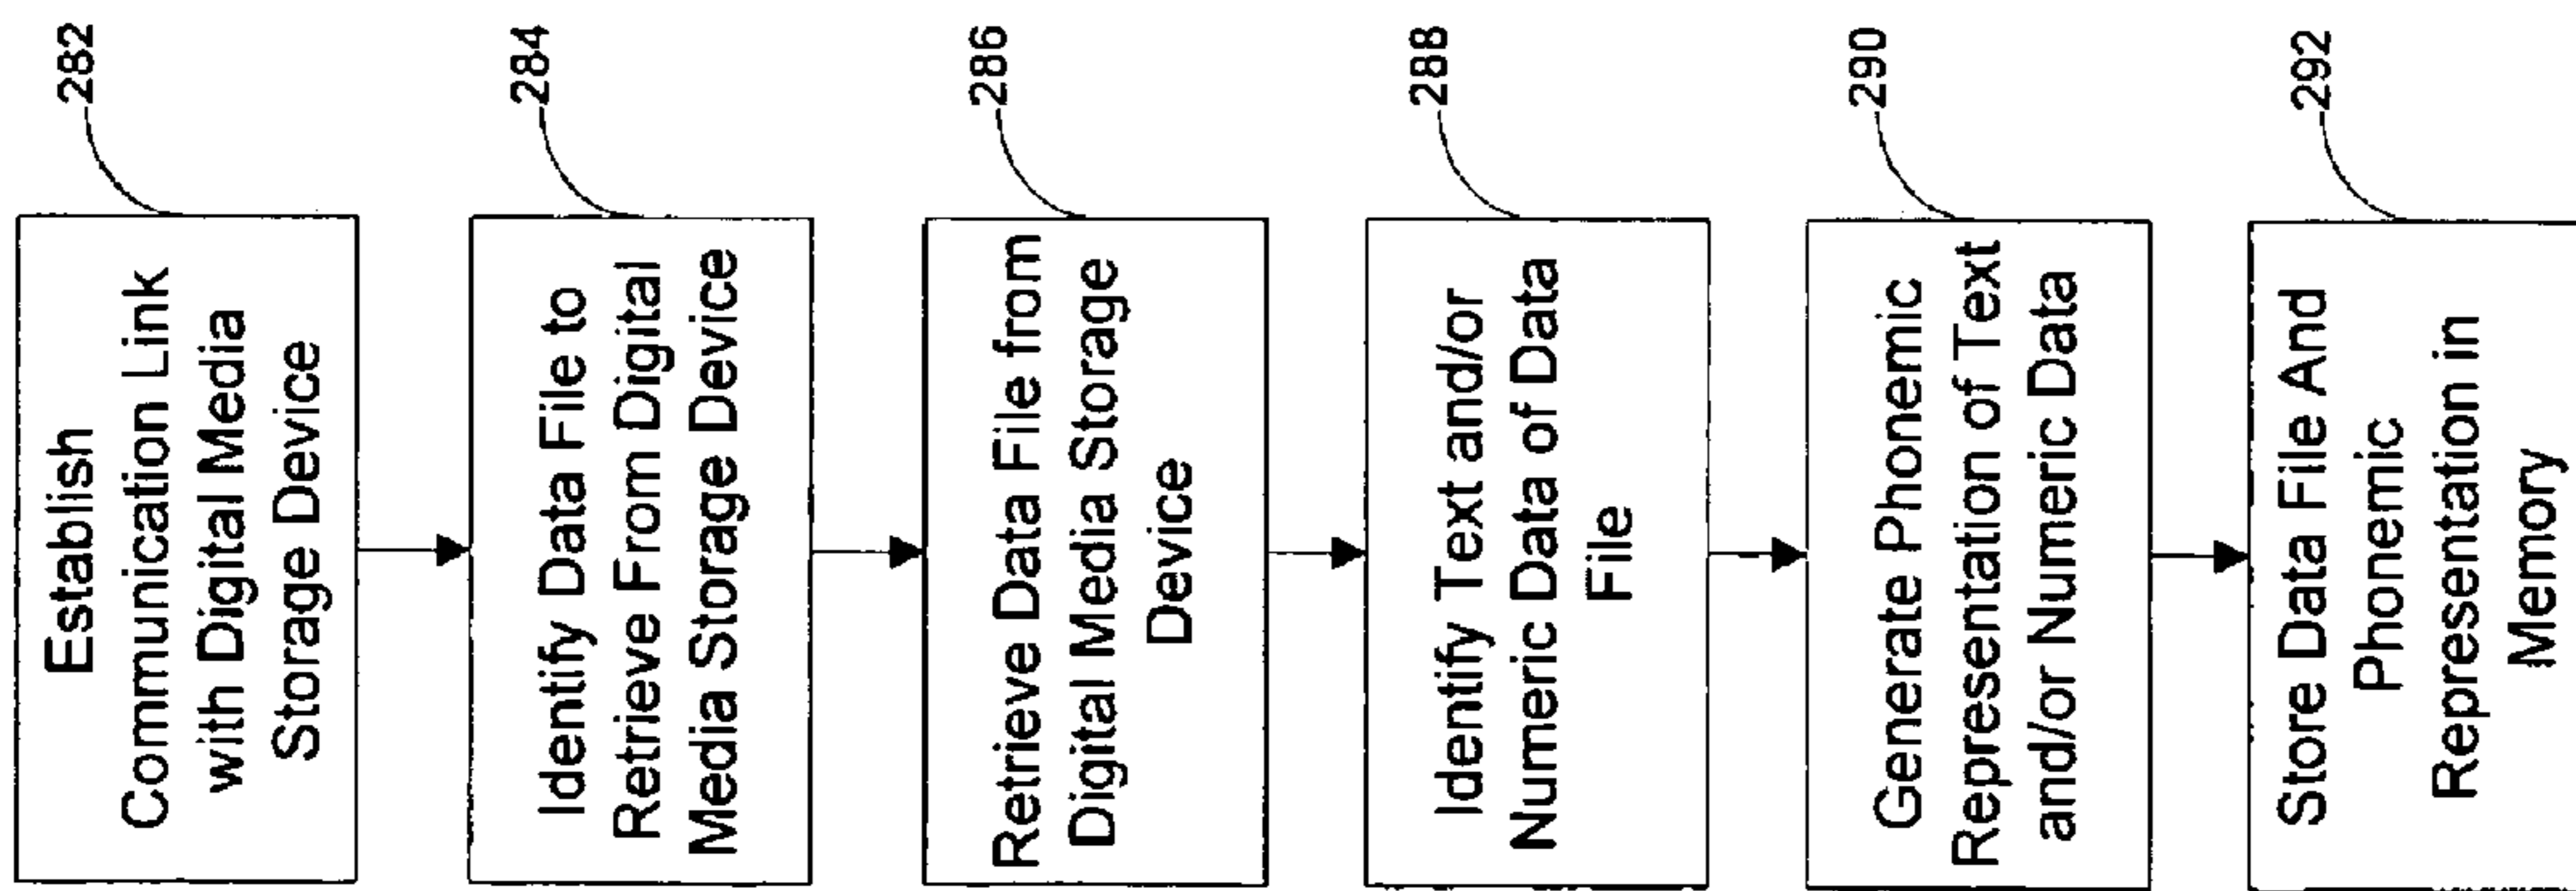 Establish
Communication Link
with Digital Media
Storage Device
282
Identify Data File to
Retrieve From Digital
Media Storage Device
284
Retrieve Data File from
Digital Media Storage
Device
286
Identify Text and/or
Numeric Data of Data
File
288
Generate Phonemic
Representation of Text
and/or Numeric Data
290
Store Data File And
Phonemic
Representation in
Memory
292